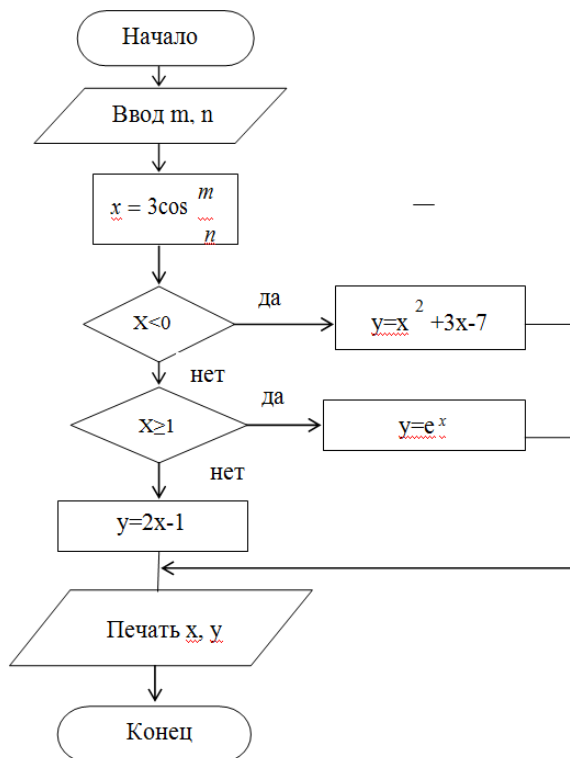 Начало
Ввод m, n
x = 3cos m
n
—
X<0
да
y=x 2 +3x-7
нет
X≥1
да
y=e x
нет
y=2x-1
Печать x, y
Конец